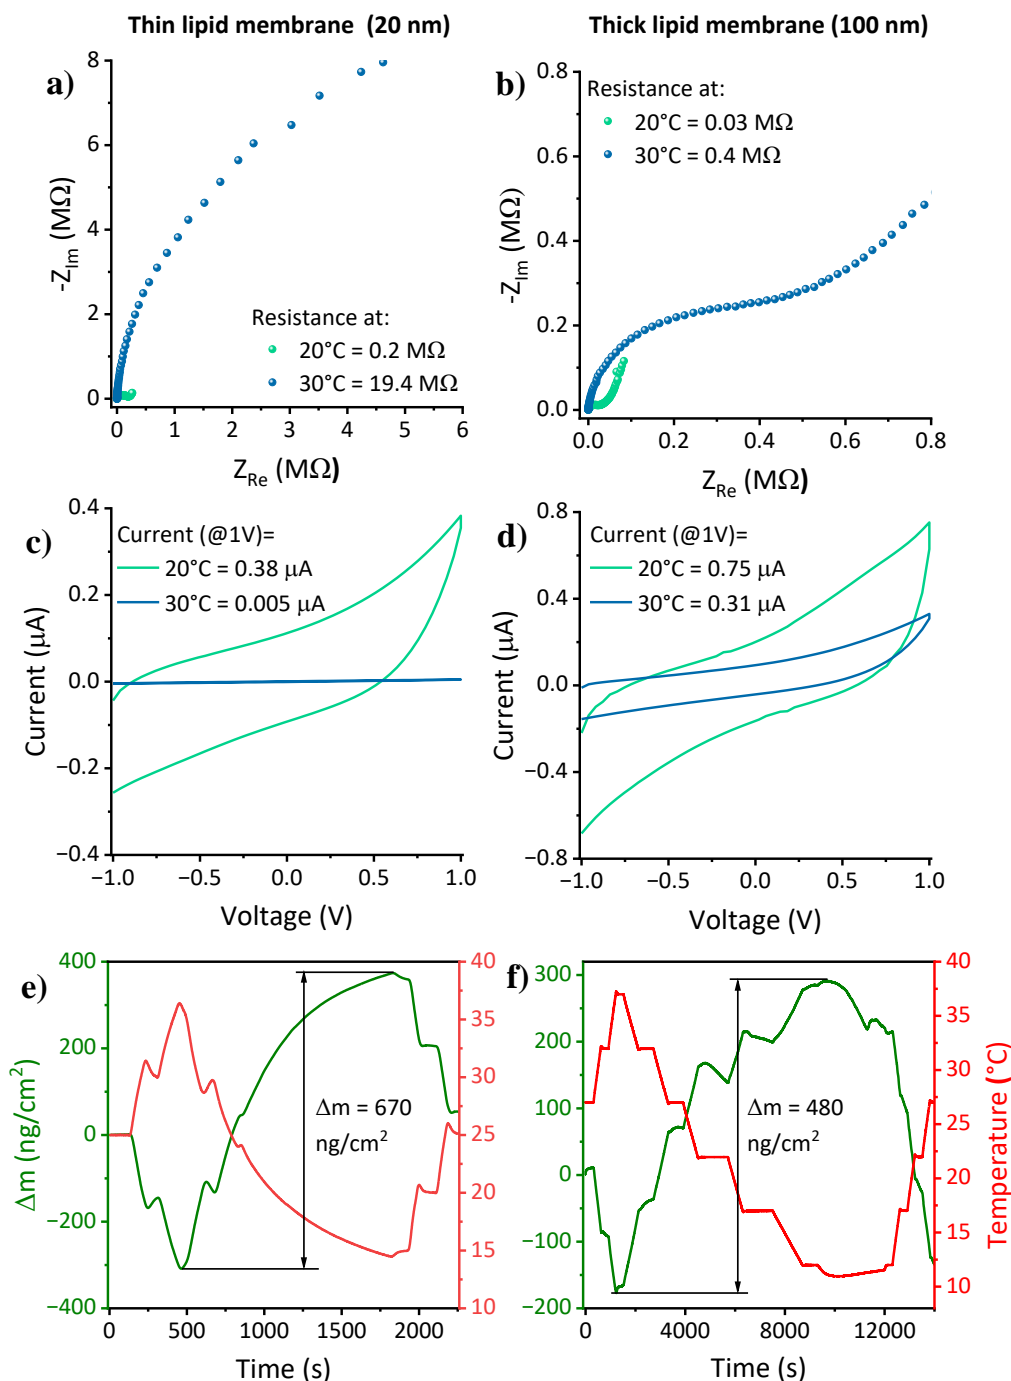 Thin lipid membrane (20 nm)
Thick lipid membrane (100 nm)
a)
8
6
4
2
0
-Z_Im (MΩ)
Resistance at:
20°C = 0.2 MΩ
30°C = 19.4 MΩ
0 1 2 3 4 5 6
Z_Re (MΩ)
b)
0.8
0.6
0.4
0.2
0.0
-Z_Im (MΩ)
Resistance at:
20°C = 0.03 MΩ
30°C = 0.4 MΩ
0.0 0.2 0.4 0.6 0.8
Z_Re (MΩ)
c)
0.4
0.2
0.0
−0.2
−0.4
Current (μA)
Current (@1V)=
20°C = 0.38 μA
30°C = 0.005 μA
−1.0 −0.5 0.0 0.5 1.0
Voltage (V)
d)
0.8
0.4
0.0
−0.4
−0.8
Current (μA)
Current (@1V)=
20°C = 0.75 μA
30°C = 0.31 μA
−1.0 −0.5 0.0 0.5 1.0
Voltage (V)
e)
400
200
0
−200
−400
Δm (ng/cm²)
Δm = 670
ng/cm²
40
35
30
25
20
15
10
0 500 1000 1500 2000
Time (s)
f)
300
200
100
0
−100
−200
Δm = 480
ng/cm²
40
35
30
25
20
15
10
Temperature (°C)
0 4000 8000 12000
Time (s)